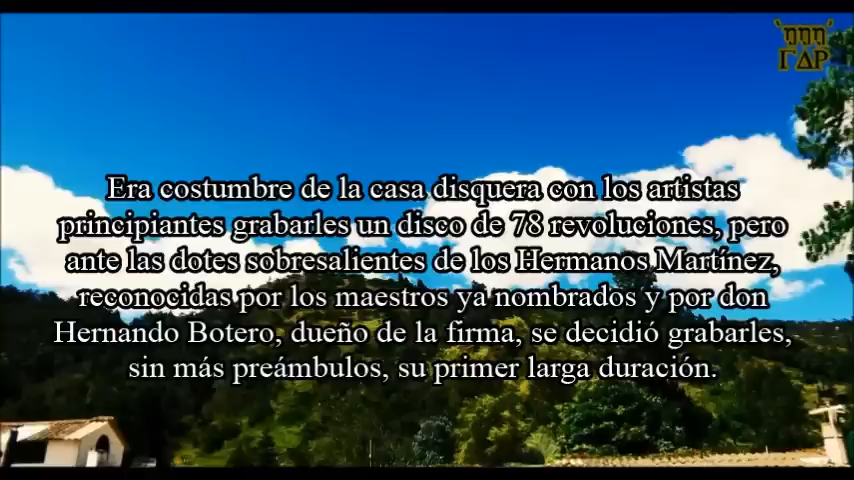 ΓΔΡ
Era costumbre de la casa disquera con los artistas
principiantes grabarles un disco de 78 revoluciones, pero
ante las dotes sobresalientes de los Hermanos Martínez,
reconocidas por los maestros ya nombrados y por don
Hernando Botero, dueño de la firma, se decidió grabarles,
sin más preámbulos, su primer larga duración.